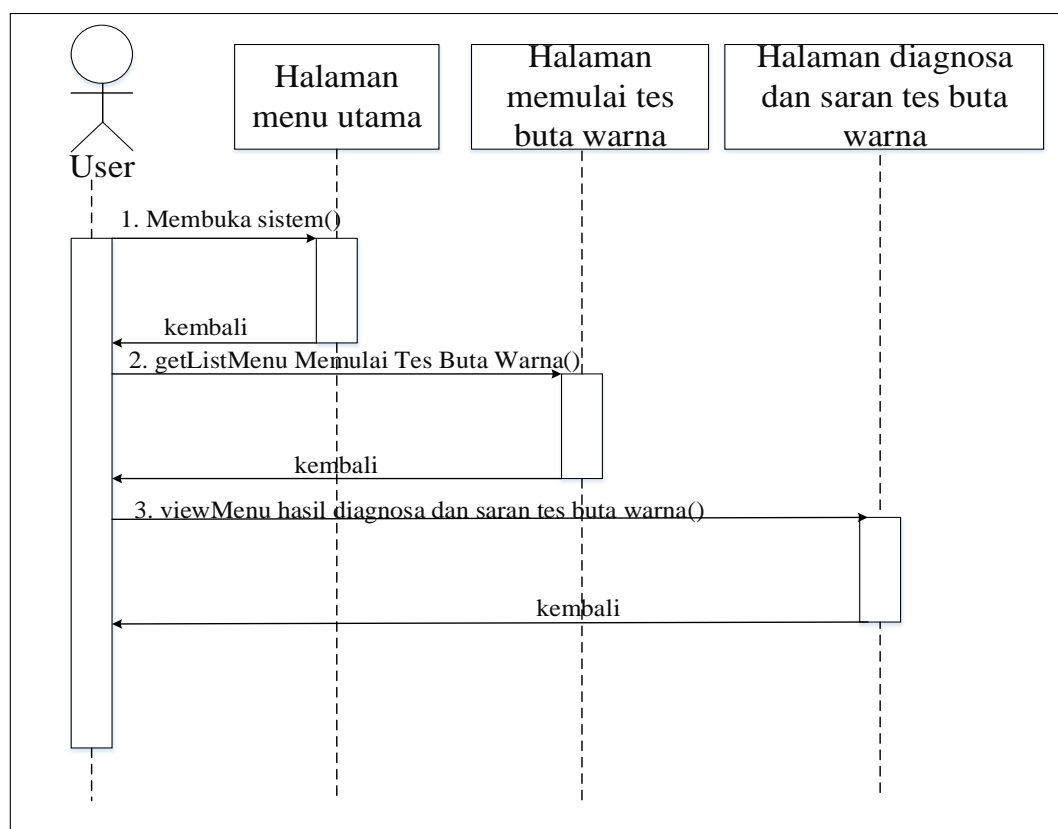 User
Halaman
menu utama
Halaman
memulai tes
buta warna
Halaman diagnosa
dan saran tes buta
warna
1. Membuka sistem()
kembali
2. getListMenu Memulai Tes Buta Warna()
kembali
3. viewMenu hasil diagnosa dan saran tes buta warna()
kembali